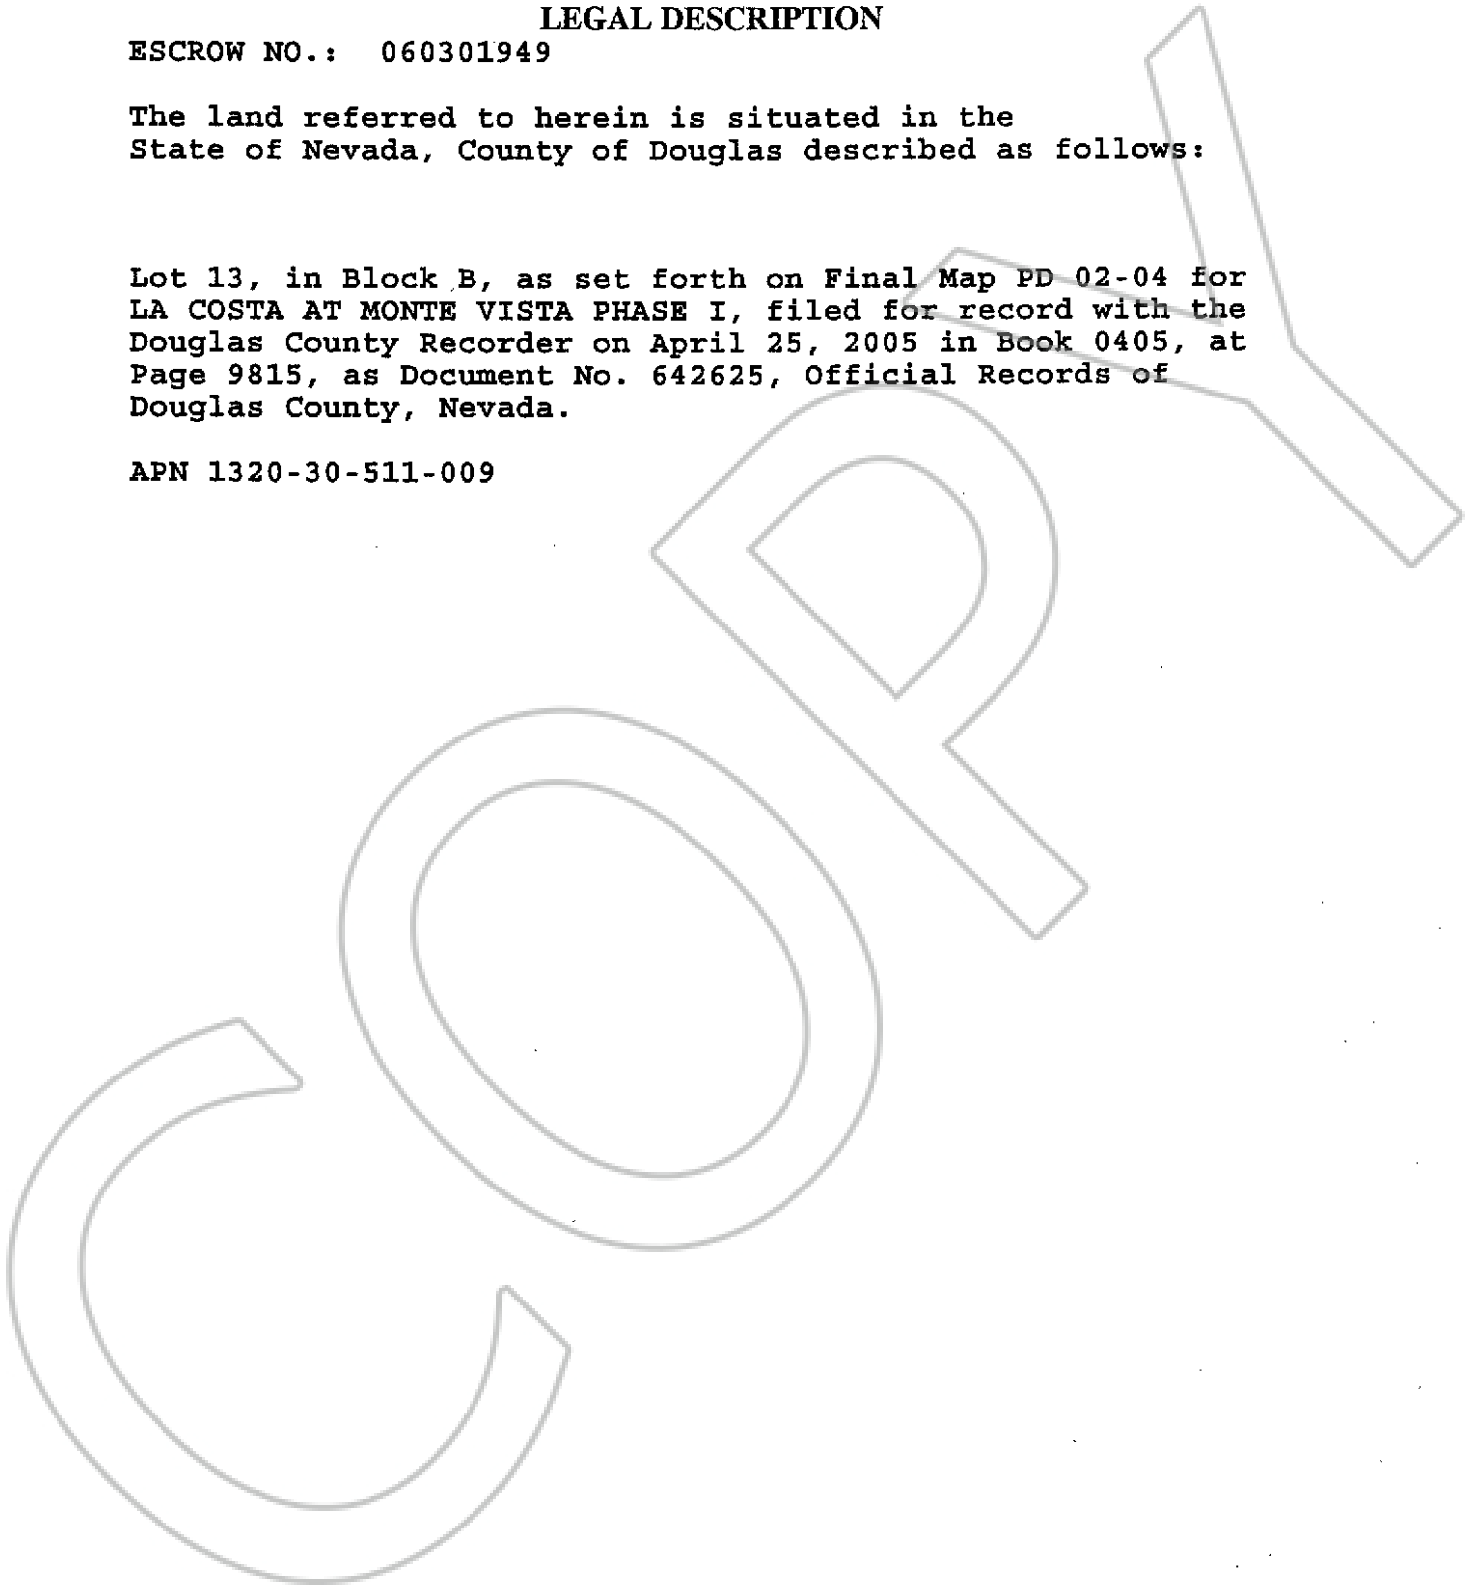 LEGAL DESCRIPTION
ESCROW NO.: 060301949
The land referred to herein is situated in the
State of Nevada, County of Douglas described as follows:
Lot 13, in Block B, as set forth on Final Map PD 02-04 for
LA COSTA AT MONTE VISTA PHASE I, filed for record with the
Douglas County Recorder on April 25, 2005 in Book 0405, at
Page 9815, as Document No. 642625, Official Records of
Douglas County, Nevada.
APN 1320-30-511-009
COPY